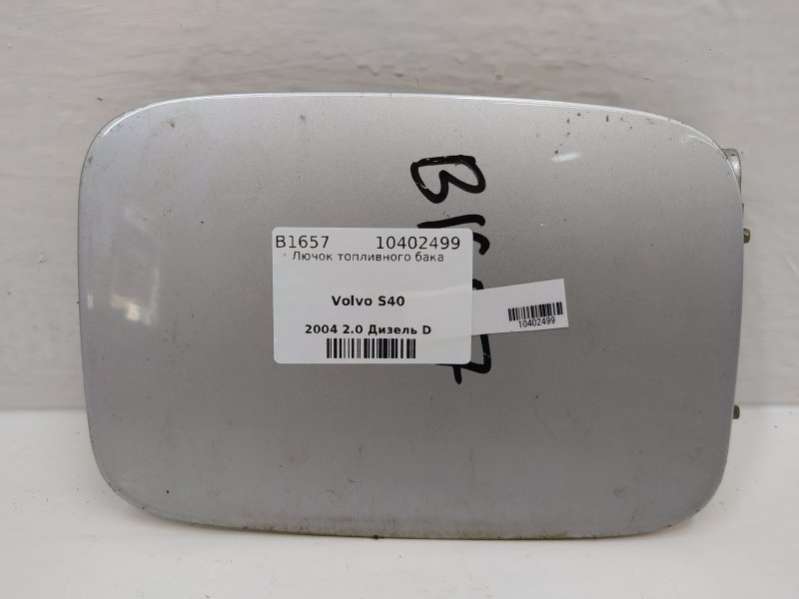 B1657 10402499
Лючок топливного бака
Volvo S40
2004 2.0 Дизель D
10402499